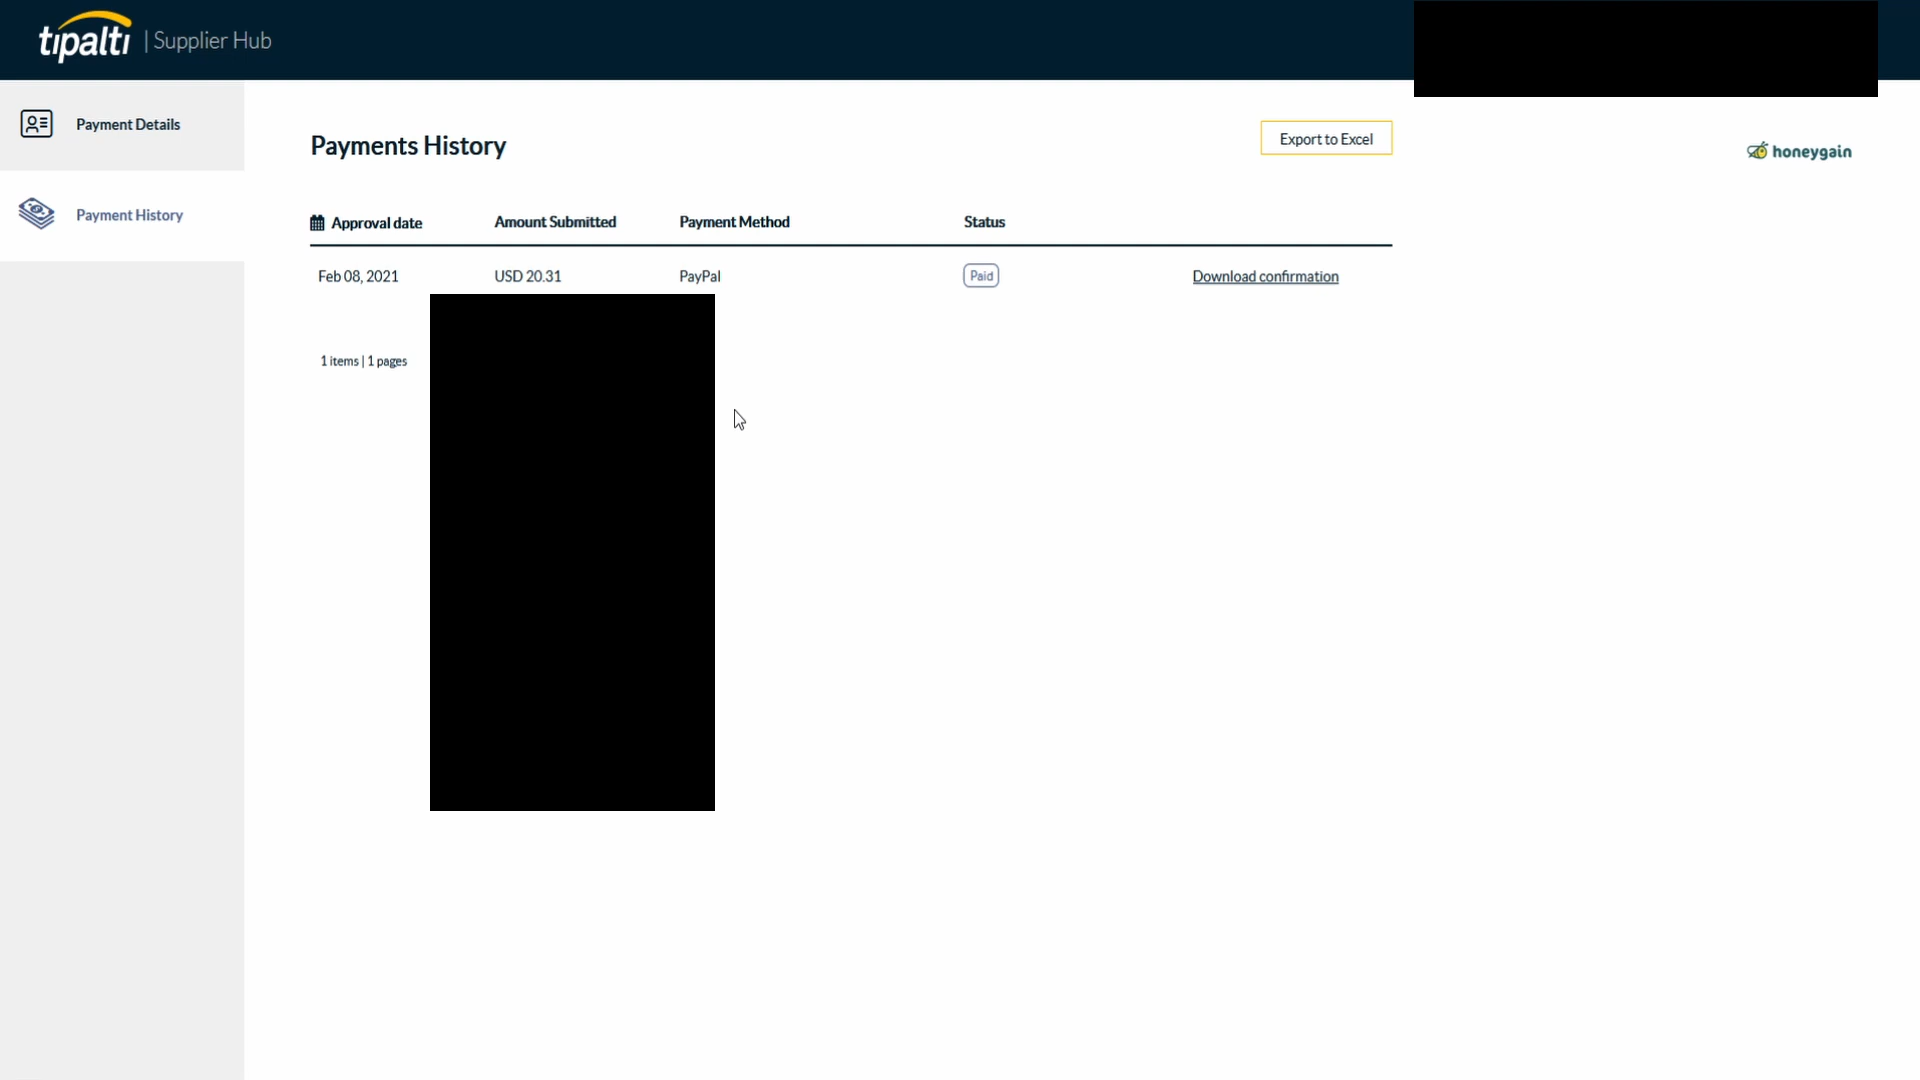 tipalti | Supplier Hub
Payment Details
Payment History
Payments History
Export to Excel
honeygain
Approval date Amount Submitted Payment Method Status
Feb 08, 2021 USD 20.31 PayPal Paid Download confirmation
1 items | 1 pages